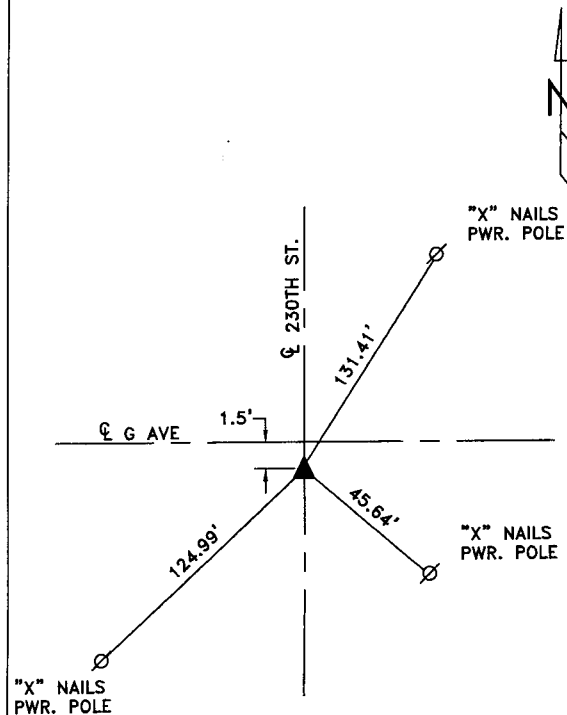 N
"X" NAILS
PWR. POLE
℄ 230TH ST.
131.41'
1.5'
℄ G AVE
45.64'
124.99'
"X" NAILS
PWR. POLE
"X" NAILS
PWR. POLE